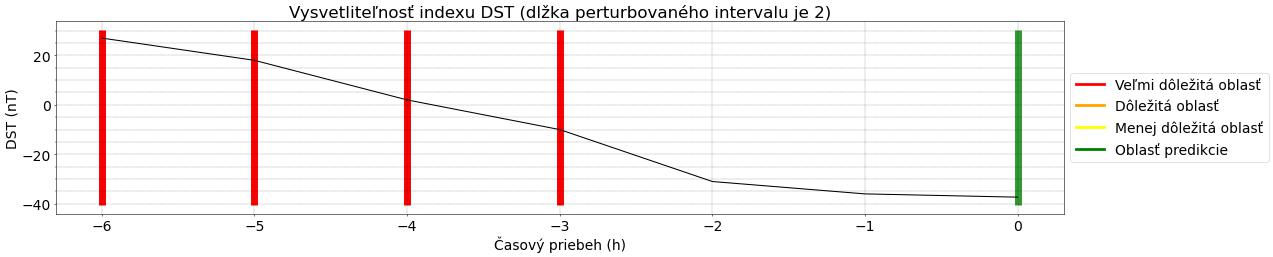 Vysvetliteľnosť indexu DST (dlžka perturbovaného intervalu je 2)
DST (nT)
20
0
−20
−40
−6 −5 −4 −3 −2 −1 0
Časový priebeh (h)
Veľmi dôležitá oblasť
Dôležitá oblasť
Menej dôležitá oblasť
Oblasť predikcie